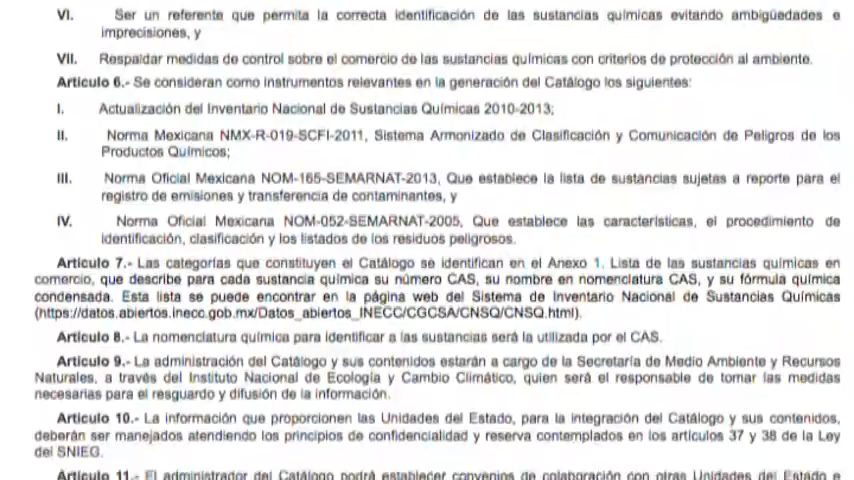 VI. Ser un referente que permita la correcta identificación de las sustancias químicas evitando ambigüedades e
imprecisiones, y
VII. Respaldar medidas de control sobre el comercio de las sustancias químicas con criterios de protección al ambiente.
Artículo 6.- Se consideran como instrumentos relevantes en la generación del Catálogo los siguientes:
I. Actualización del Inventario Nacional de Sustancias Químicas 2010-2013;
II. Norma Mexicana NMX-R-019-SCFI-2011, Sistema Armonizado de Clasificación y Comunicación de Peligros de los
Productos Químicos;
III. Norma Oficial Mexicana NOM-165-SEMARNAT-2013, Que establece la lista de sustancias sujetas a reporte para el
registro de emisiones y transferencia de contaminantes, y
IV. Norma Oficial Mexicana NOM-052-SEMARNAT-2005, Que establece las características, el procedimiento de
identificación, clasificación y los listados de los residuos peligrosos.
Artículo 7.- Las categorías que constituyen el Catálogo se identifican en el Anexo 1. Lista de las sustancias químicas en
comercio, que describe para cada sustancia química su número CAS, su nombre en nomenclatura CAS, y su fórmula química
condensada. Esta lista se puede encontrar en la página web del Sistema de Inventario Nacional de Sustancias Químicas
(https://datos.abiertos.inecc.gob.mx/Datos_abiertos_INECC/CGCSA/CNSQ/CNSQ.html).
Artículo 8.- La nomenclatura química para identificar a las sustancias será la utilizada por el CAS.
Artículo 9.- La administración del Catálogo y sus contenidos estarán a cargo de la Secretaría de Medio Ambiente y Recursos
Naturales, a través del Instituto Nacional de Ecología y Cambio Climático, quien será el responsable de tomar las medidas
necesarias para el resguardo y difusión de la información.
Artículo 10.- La información que proporcionen las Unidades del Estado, para la integración del Catálogo y sus contenidos,
deberán ser manejados atendiendo los principios de confidencialidad y reserva contemplados en los artículos 37 y 38 de la Ley
del SNIEG.
Artículo 11.- El administrador del Catálogo podrá establecer convenios de colaboración con otras Unidades del Estado e